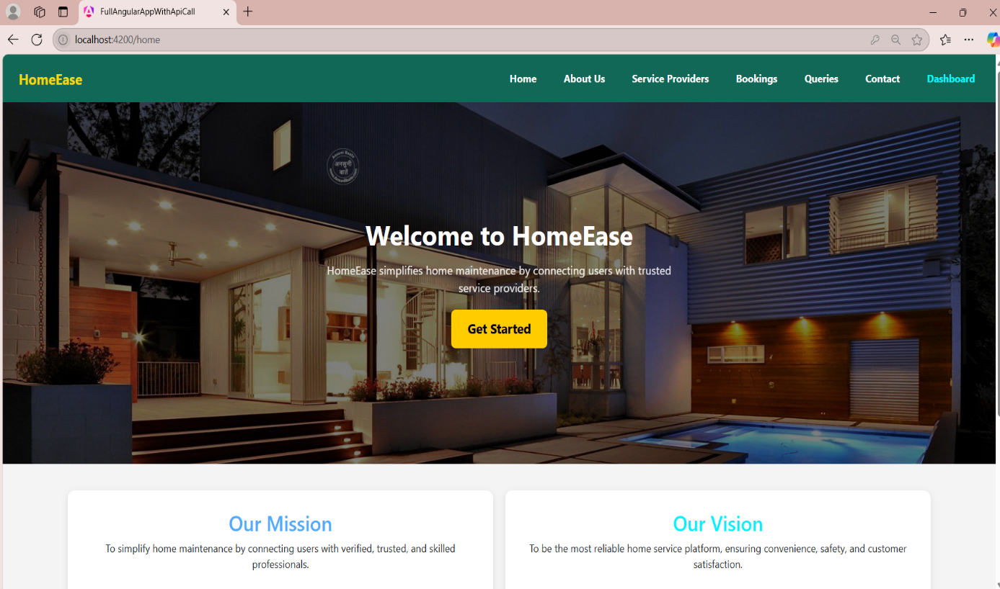 FullAngularAppWithApiCall
localhost:4200/home
HomeEase
Home
About Us
Service Providers
Bookings
Queries
Contact
Dashboard
अनसुनी
बातें
Welcome to HomeEase
HomeEase simplifies home maintenance by connecting users with trusted
service providers.
Get Started
Our Mission
To simplify home maintenance by connecting users with verified, trusted, and skilled
professionals.
Our Vision
To be the most reliable home service platform, ensuring convenience, safety, and customer
satisfaction.